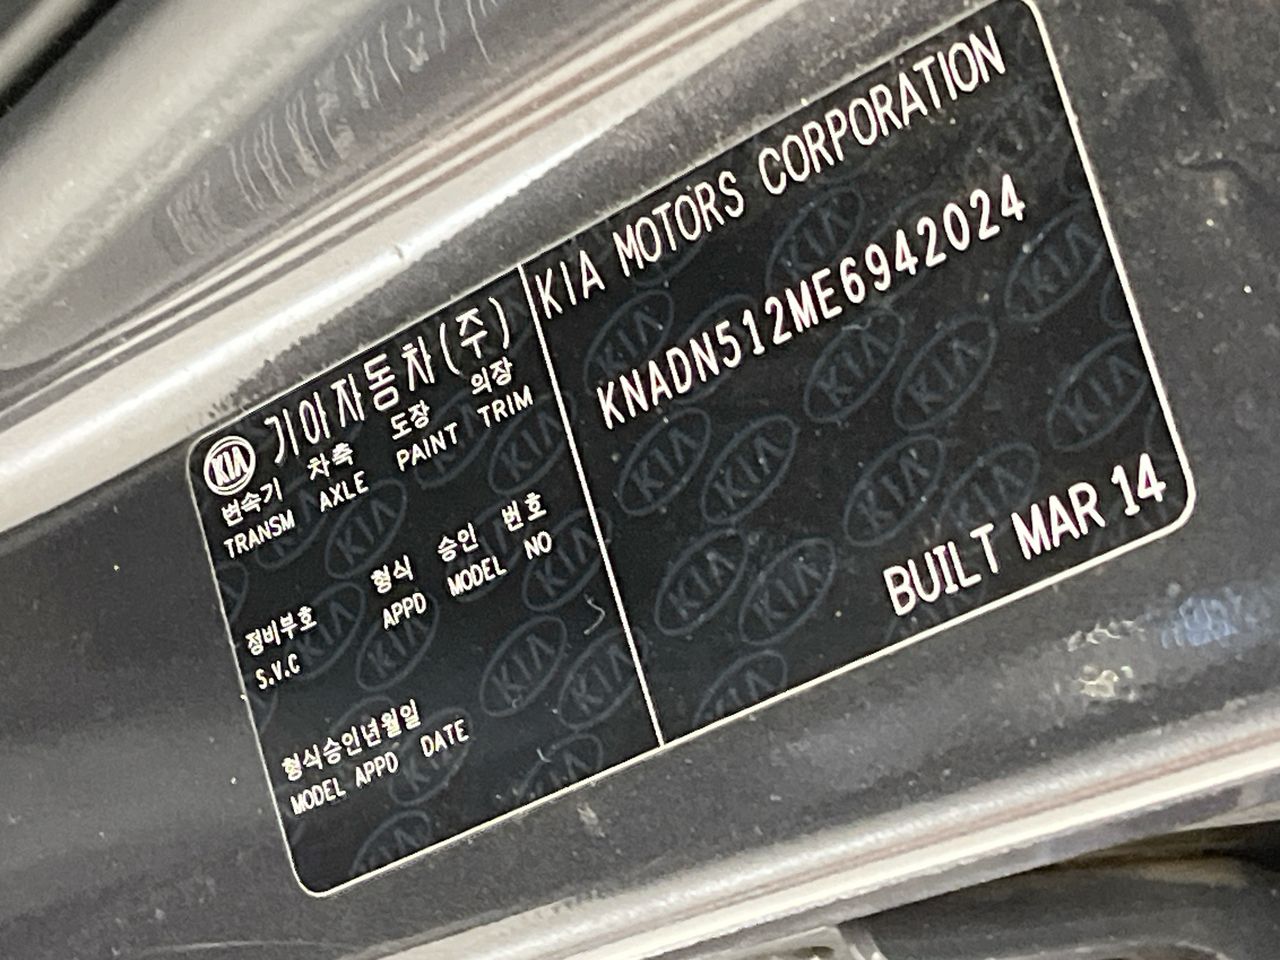 KIA 기아자동차(주)
변속기 차축 도장 의장
TRANSM AXLE PAINT TRIM
정비부호 형식 승인 번호
S.V.C APPD MODEL NO
형식승인년월일
MODEL APPD DATE
KIA MOTORS CORPORATION
KNADN512ME6942024
BUILT MAR 14